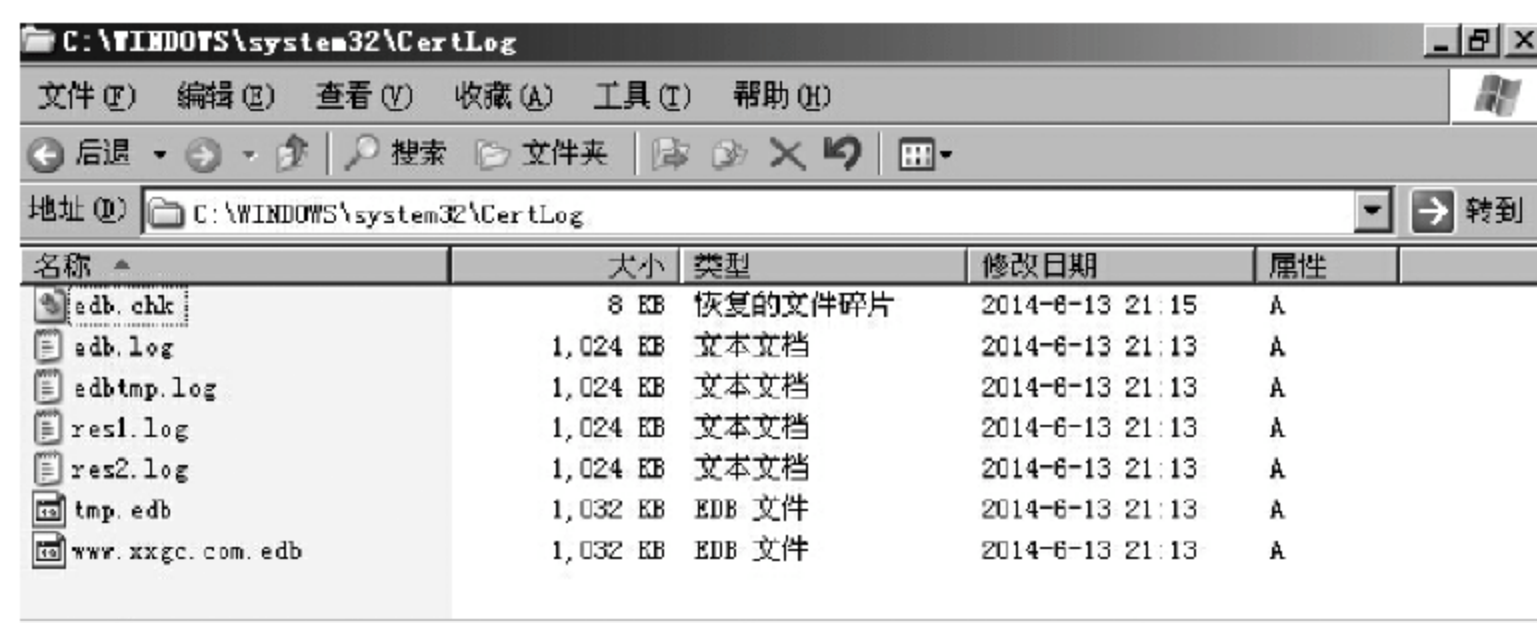 C:\WINDOWS\system32\CertLog
文件(F) 编辑(E) 查看(V) 收藏(A) 工具(T) 帮助(H)
后退 搜索 文件夹
地址(D) C:\WINDOWS\system32\CertLog 转到
名称 大小 类型 修改日期 属性
edb.chk 8 KB 恢复的文件碎片 2014-6-13 21:15 A
edb.log 1,024 KB 文本文档 2014-6-13 21:13 A
edbtmp.log 1,024 KB 文本文档 2014-6-13 21:13 A
res1.log 1,024 KB 文本文档 2014-6-13 21:13 A
res2.log 1,024 KB 文本文档 2014-6-13 21:13 A
tmp.edb 1,032 KB EDB 文件 2014-6-13 21:13 A
www.xxgc.com.edb 1,032 KB EDB 文件 2014-6-13 21:13 A